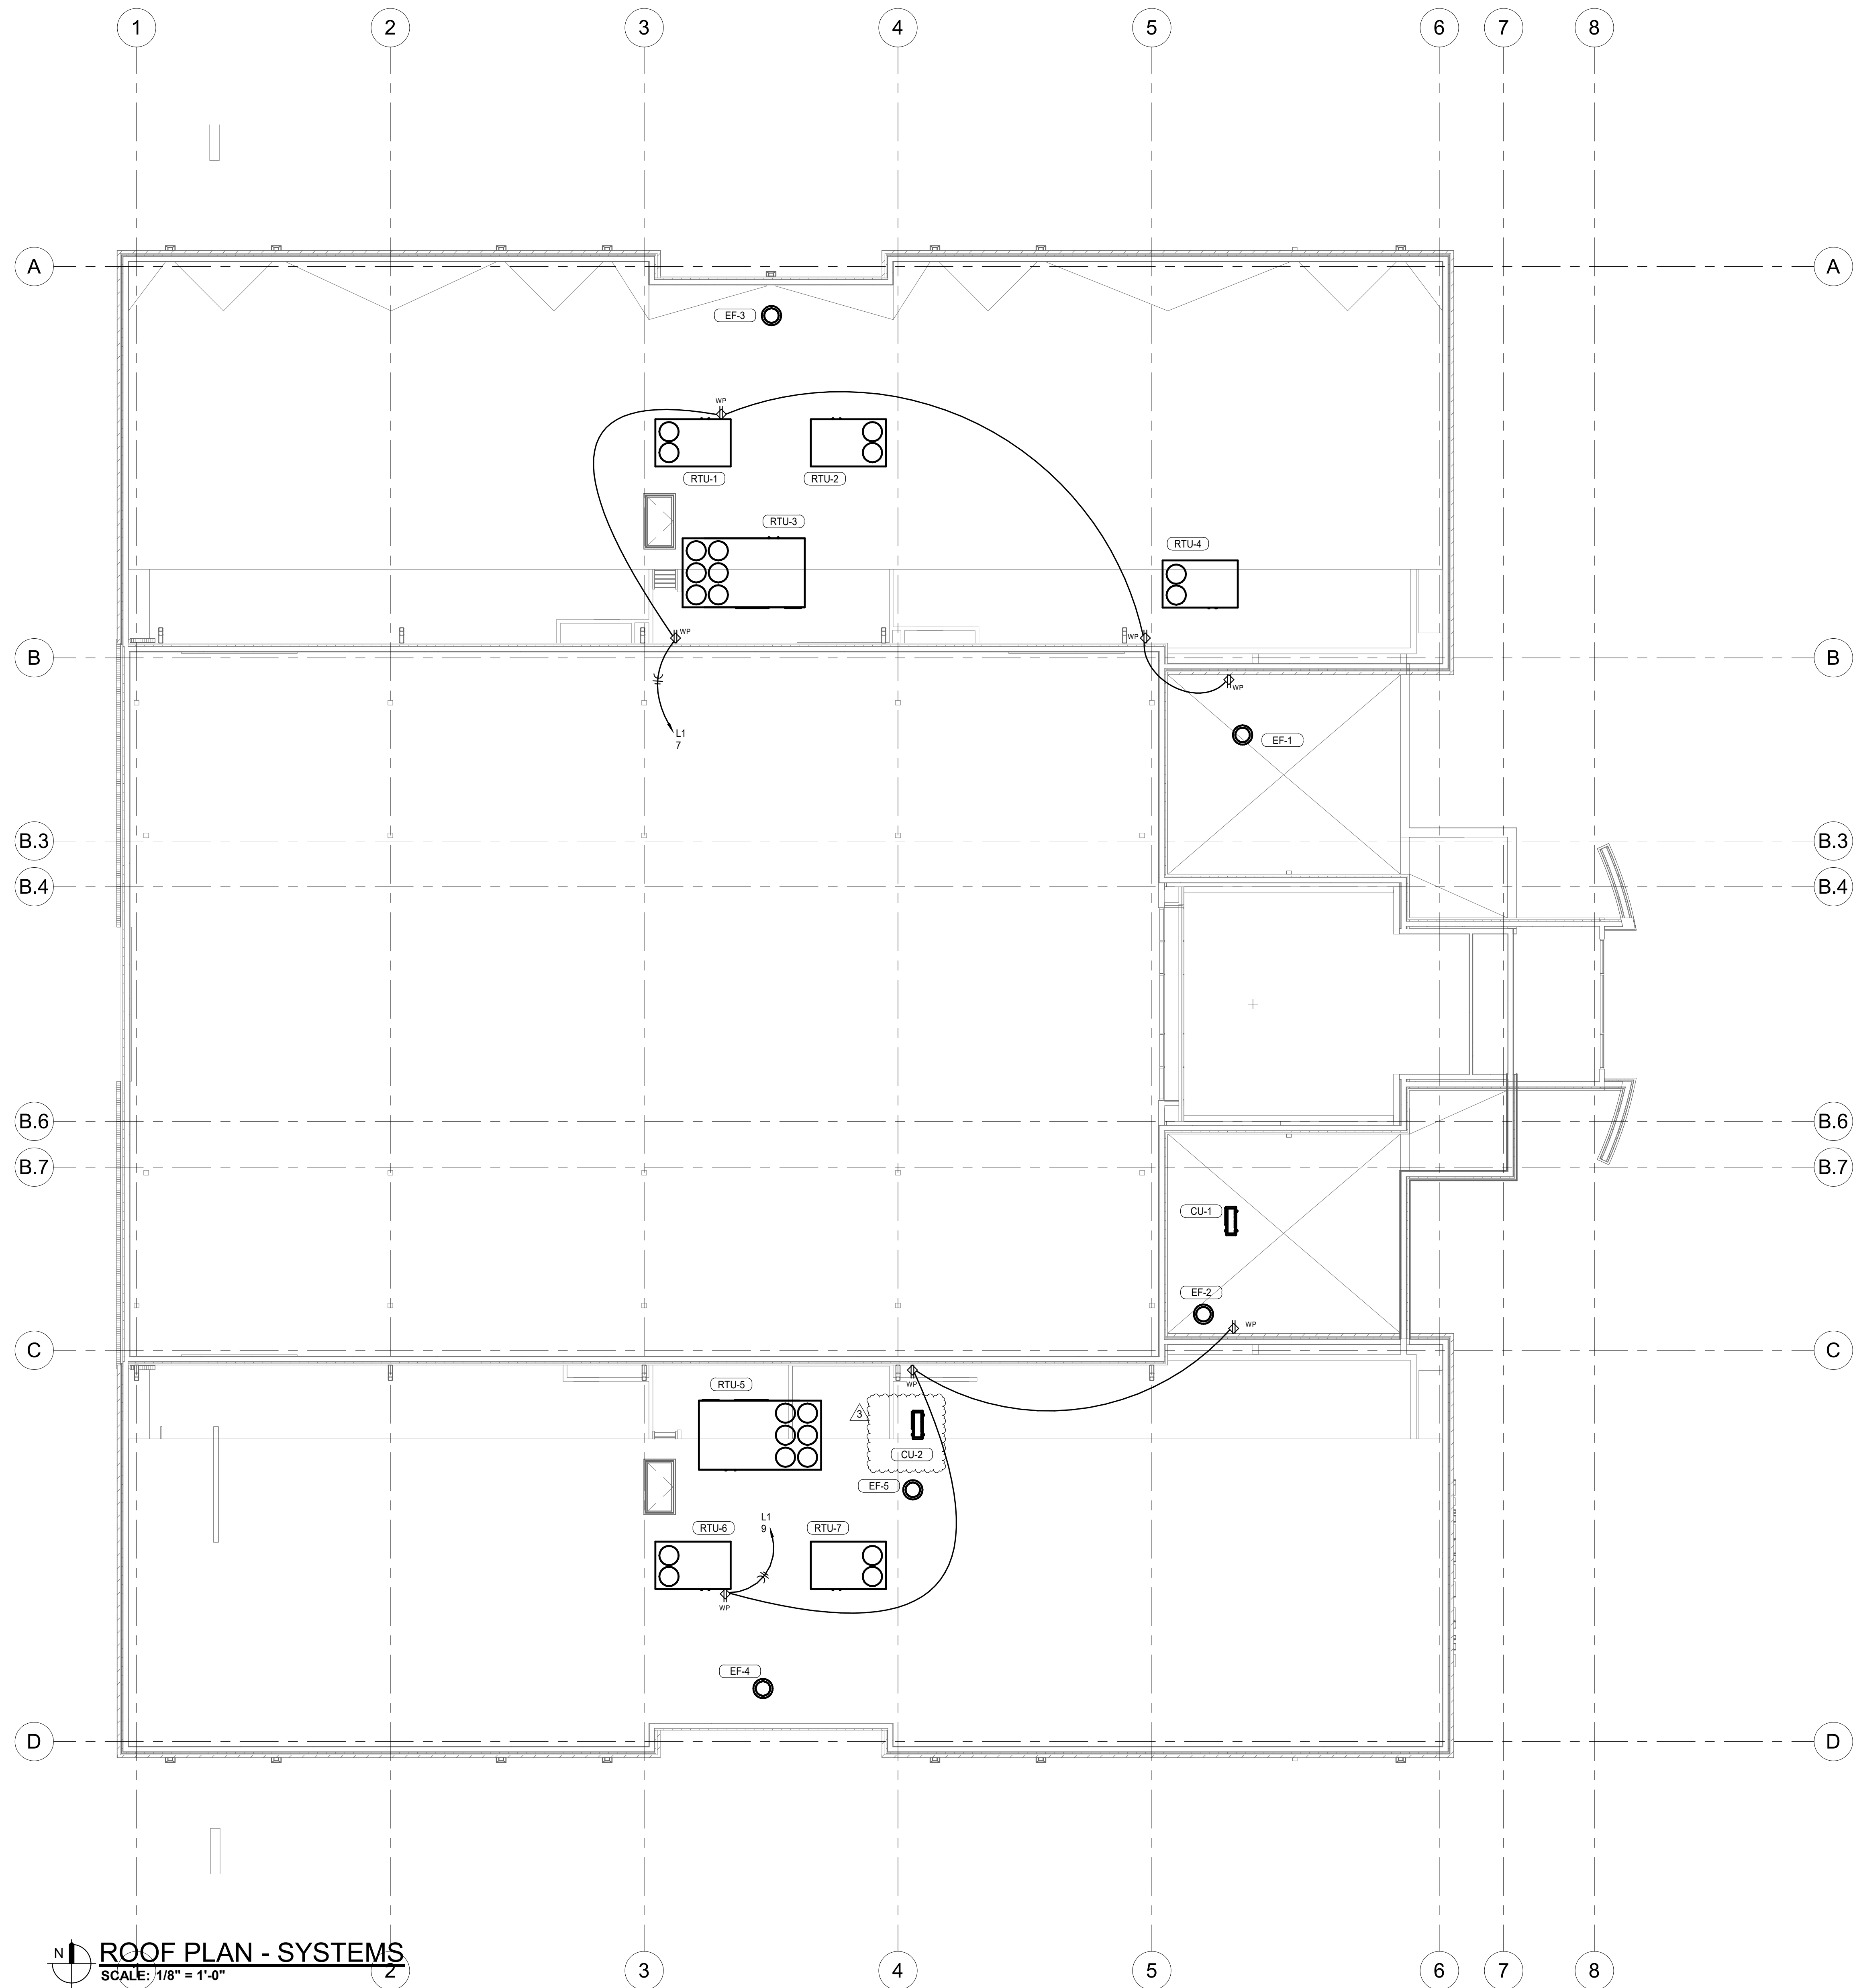 1 2 3 4 5 6 7 8
A A
EF-3
WP
RTU-1 RTU-2
RTU-3
RTU-4
WP WP
B B
WP
L1
7
EF-1
B.3 B.3
B.4 B.4
B.6 B.6
B.7 B.7
CU-1
EF-2
WP
C C
WP
RTU-5
3
CU-2
EF-5
L1
9
RTU-6 RTU-7
WP
EF-4
D D
N
ROOF PLAN - SYSTEMS
SCALE: 1/8" = 1'-0"
1 2 3 4 5 6 7 8